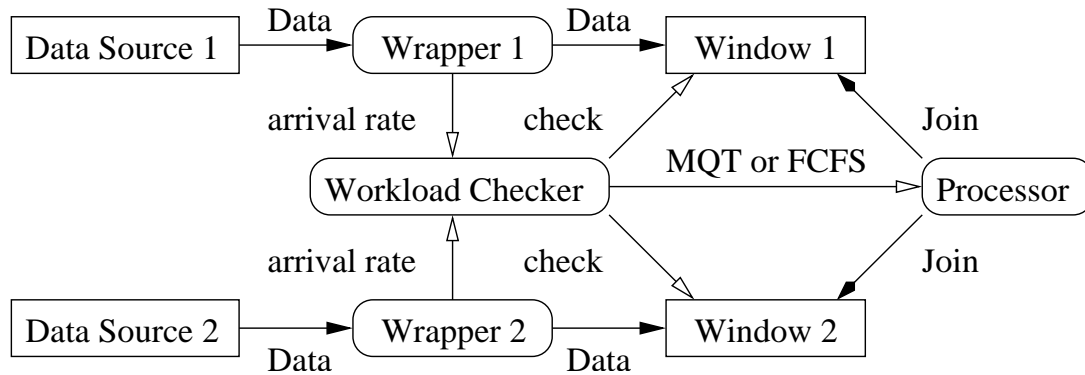 Data Data
Data Source 1 Wrapper 1 Window 1
arrival rate check Join
MQT or FCFS
Workload Checker Processor
arrival rate check Join
Data Source 2 Wrapper 2 Window 2
Data Data